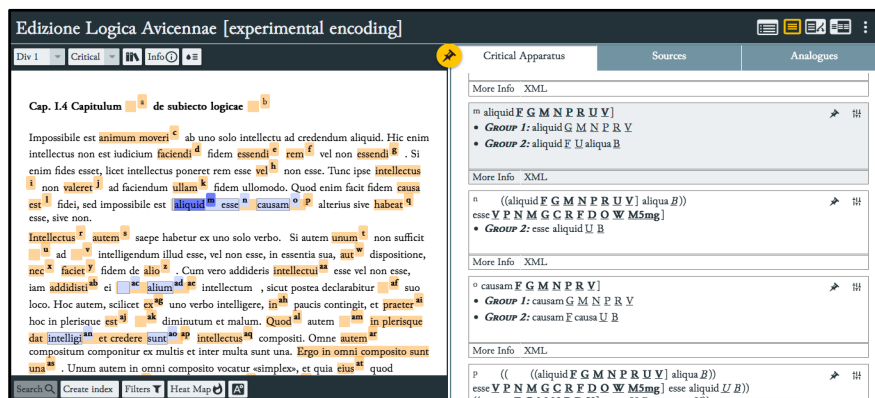 Edizione Logica Avicennae [experimental encoding]
Div 1 Critical Info
Cap. I.4 Capitulum a de subiecto logicae b
Impossibile est animum moveri c ab uno solo intellectu ad credendum aliquid. Hic enim
intellectus non est iudicium faciendi d fidem essendi e rem f vel non essendi g . Si
enim fides esset, licet intellectus poneret rem esse vel h non esse. Tunc ipse intellectus
i non valeret j ad faciendum ullam k fidem ullomodo. Quod enim facit fidem causa
est l fidei, sed impossibile est aliquid m esse n causam o p alterius sive habeat q
esse, sive non.
Intellectus r autem s saepe habetur ex uno solo verbo. Si autem unum t non sufficit
u ad v intelligendum illud esse, vel non esse, in essentia sua, aut w dispositione,
nec x faciet y fidem de alio z . Cum vero addideris intellectui aa esse vel non esse,
iam addidisti ab ei ac alium ad ae intellectum , sicut postea declarabitur af suo
loco. Hoc autem, scilicet ex ag uno verbo intelligere, in ah paucis contingit, et praeter ai
hoc in plerisque est aj ak diminutum et malum. Quod al autem am in plerisque
dat intelligi an et credere sunt ao ap intellectus aq compositi. Omne autem ar
compositum componitur ex multis et inter multa sunt una. Ergo in omni composito sunt
una as . Unum autem in omni composito vocatur «simplex», et quia eius at quod
Search Create index Filters Heat Map
Critical Apparatus Sources Analogues
More Info XML
m aliquid F G M N P R U V]
• GROUP 1: aliquid G M N P R V
• GROUP 2: aliquid F U aliqua B
More Info XML
n ((aliquid F G M N P R U V] aliqua B))
esse V P N M G C R F D O W M5mg]
• GROUP 2: esse aliquid U B
More Info XML
o causam F G M N P R V]
• GROUP 1: causam G M N P R V
• GROUP 2: causam F causa U B
More Info XML
p (( ((aliquid F G M N P R U V] aliqua B))
esse V P N M G C R F D O W M5mg] esse aliquid U B))